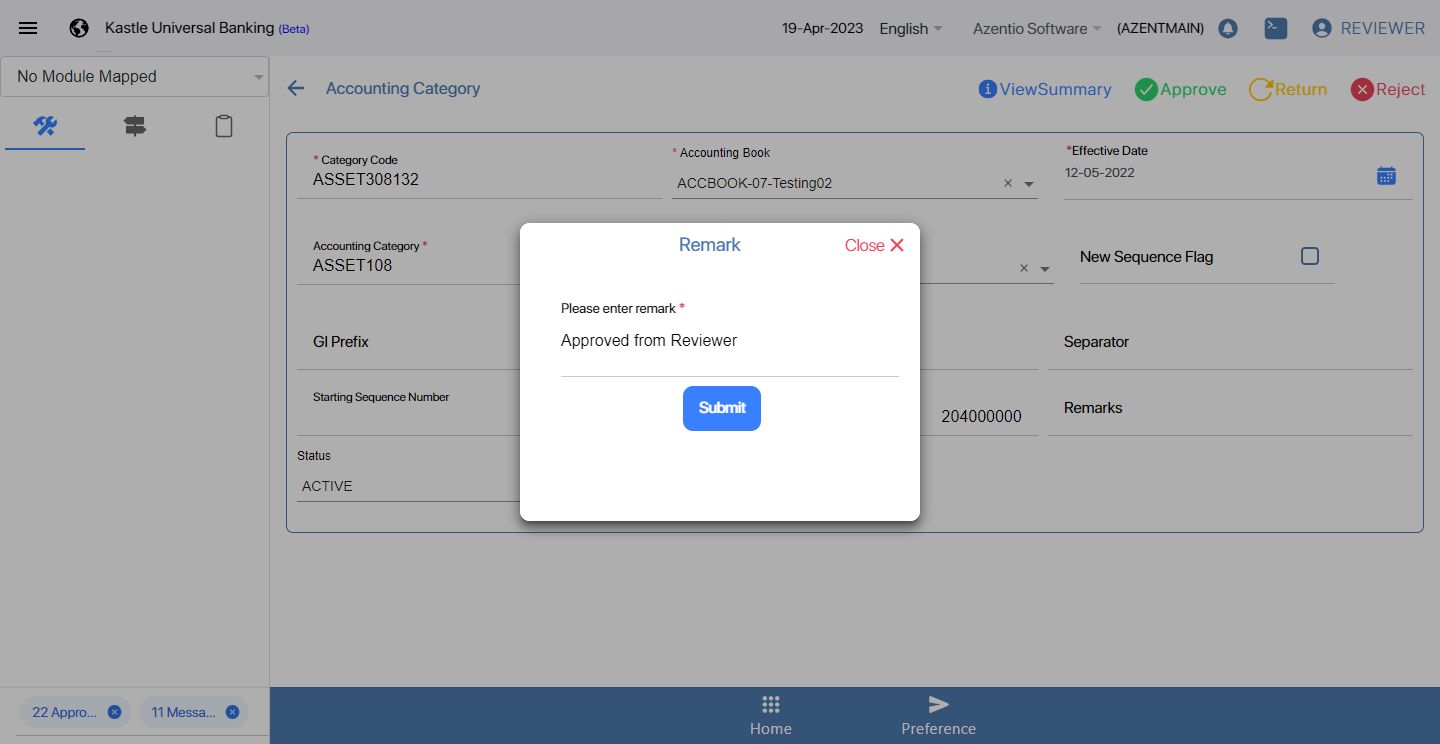 Kastle Universal Banking (Beta)
19-Apr-2023
English
Azentio Software
(AZENTMAIN)
REVIEWER
No Module Mapped
Accounting Category
ViewSummary
Approve
Return
Reject
* Category Code
ASSET308132
* Accounting Book
ACCBOOK-07-Testing02
×
*Effective Date
12-05-2022
Accounting Category *
ASSET108
×
New Sequence Flag
Remark
Close
Please enter remark *
Approved from Reviewer
Submit
GI Prefix
Separator
Starting Sequence Number
204000000
Remarks
Status
ACTIVE
22 Appro...
11 Messa...
Home
Preference